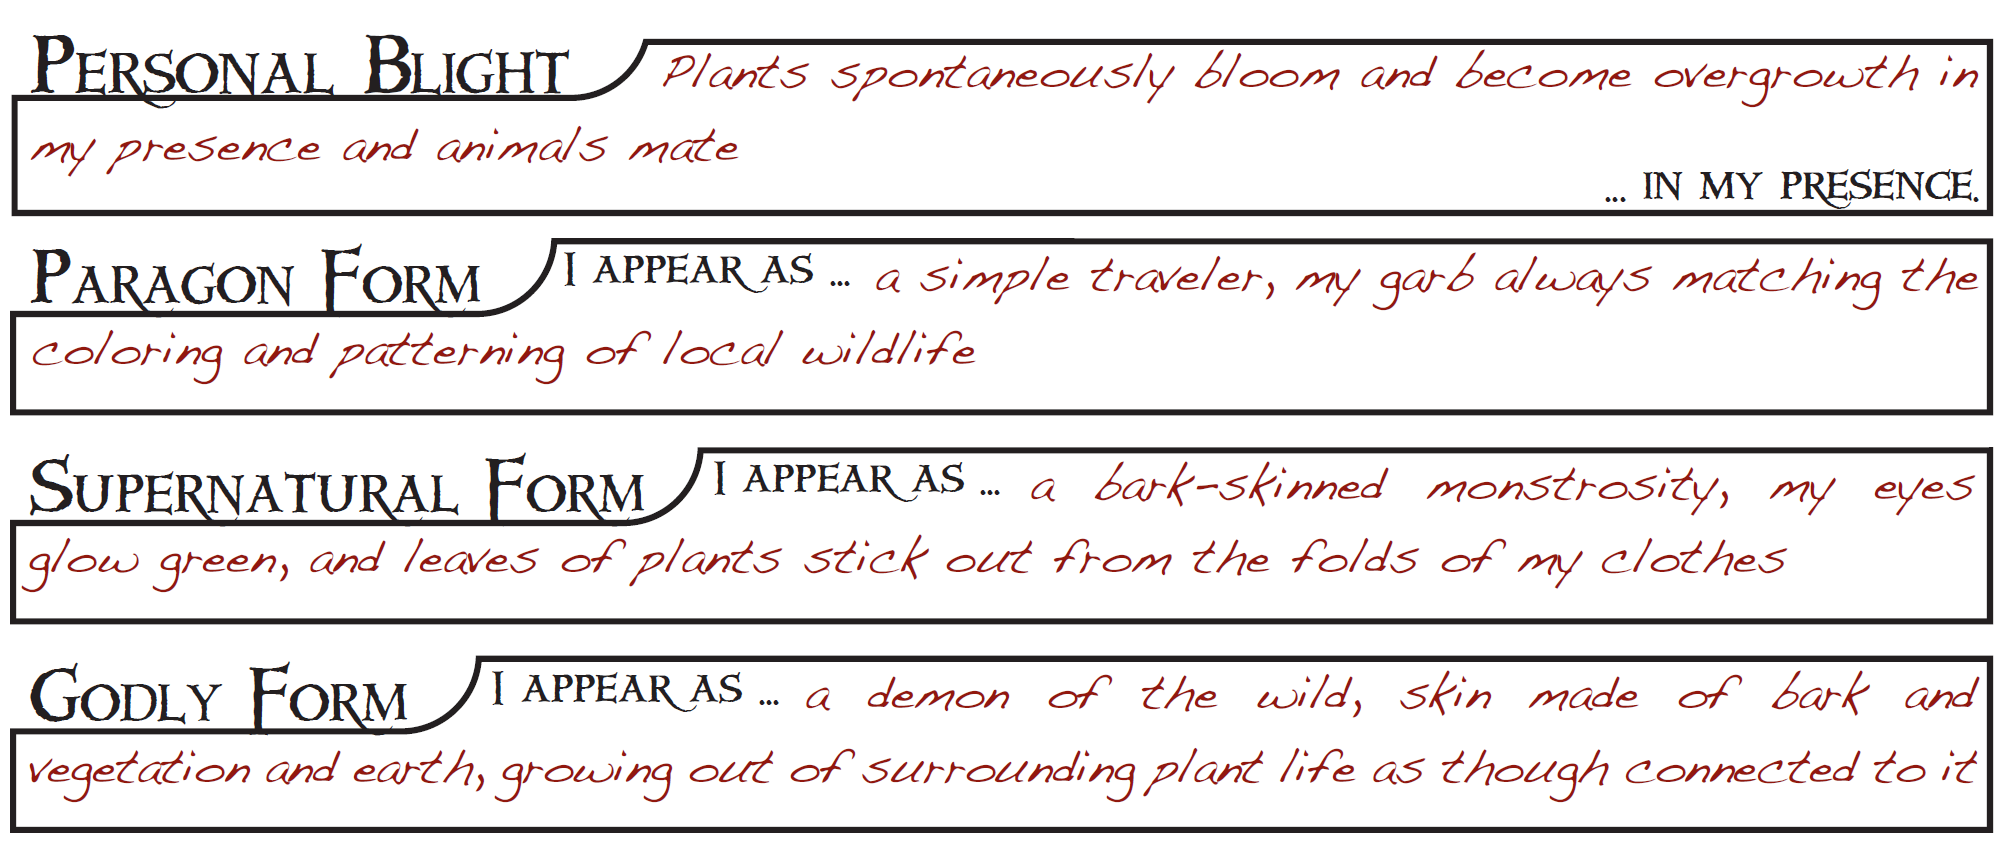 Personal Blight Plants spontaneously bloom and become overgrowth in
my presence and animals mate
... in my presence.
Paragon Form I appear as ... a simple traveler, my garb always matching the
coloring and patterning of local wildlife
Supernatural Form I appear as ... a bark-skinned monstrosity, my eyes
glow green, and leaves of plants stick out from the folds of my clothes
Godly Form I appear as ... a demon of the wild, skin made of bark and
vegetation and earth, growing out of surrounding plant life as though connected to it